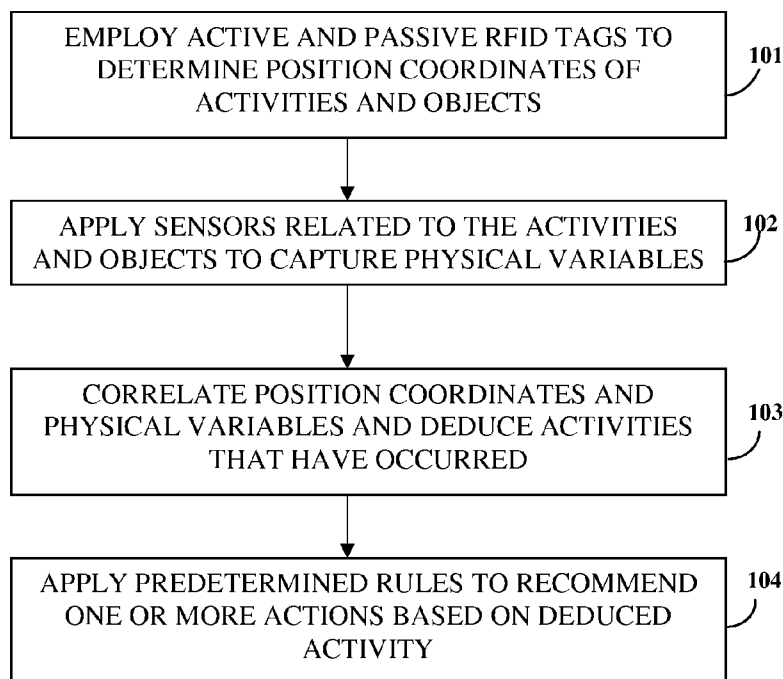 EMPLOY ACTIVE AND PASSIVE RFID TAGS TO
DETERMINE POSITION COORDINATES OF
ACTIVITIES AND OBJECTS
101
APPLY SENSORS RELATED TO THE ACTIVITIES
AND OBJECTS TO CAPTURE PHYSICAL VARIABLES
102
CORRELATE POSITION COORDINATES AND
PHYSICAL VARIABLES AND DEDUCE ACTIVITIES
THAT HAVE OCCURRED
103
APPLY PREDETERMINED RULES TO RECOMMEND
ONE OR MORE ACTIONS BASED ON DEDUCED
ACTIVITY
104